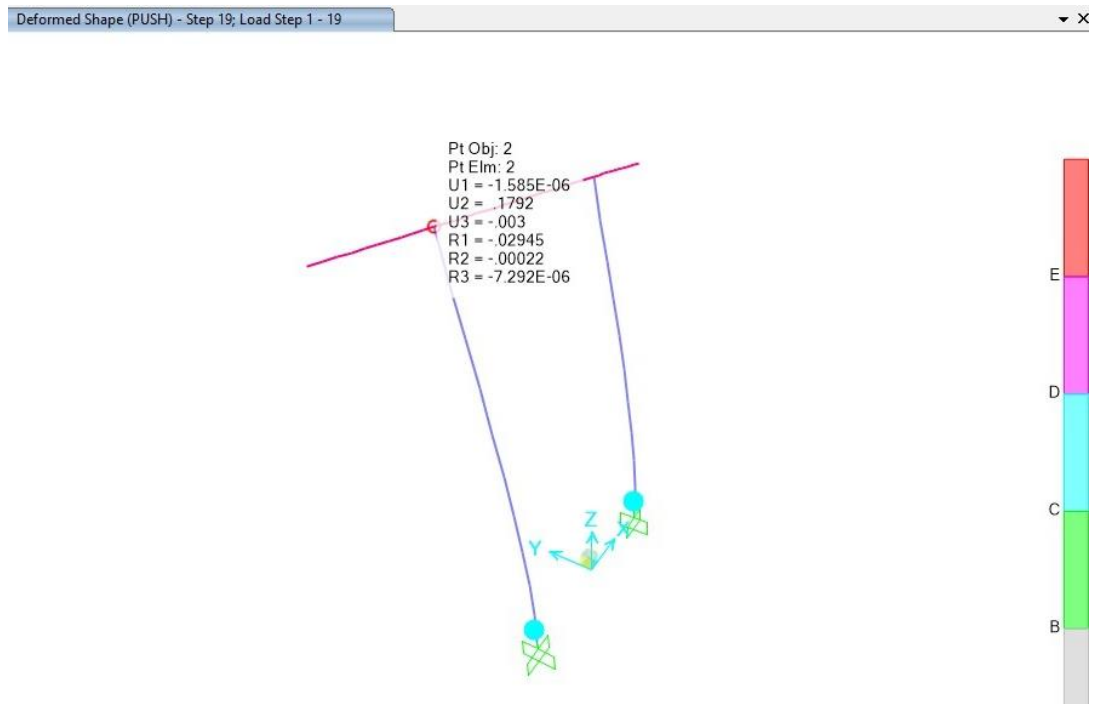 Deformed Shape (PUSH) - Step 19; Load Step 1 - 19
Pt Obj: 2
Pt Elm: 2
U1 = -1.585E-06
U2 = .1792
U3 = -.003
R1 = -.02945
R2 = -.00022
R3 = -7.292E-06
E
D
C
B
Z
Y
X